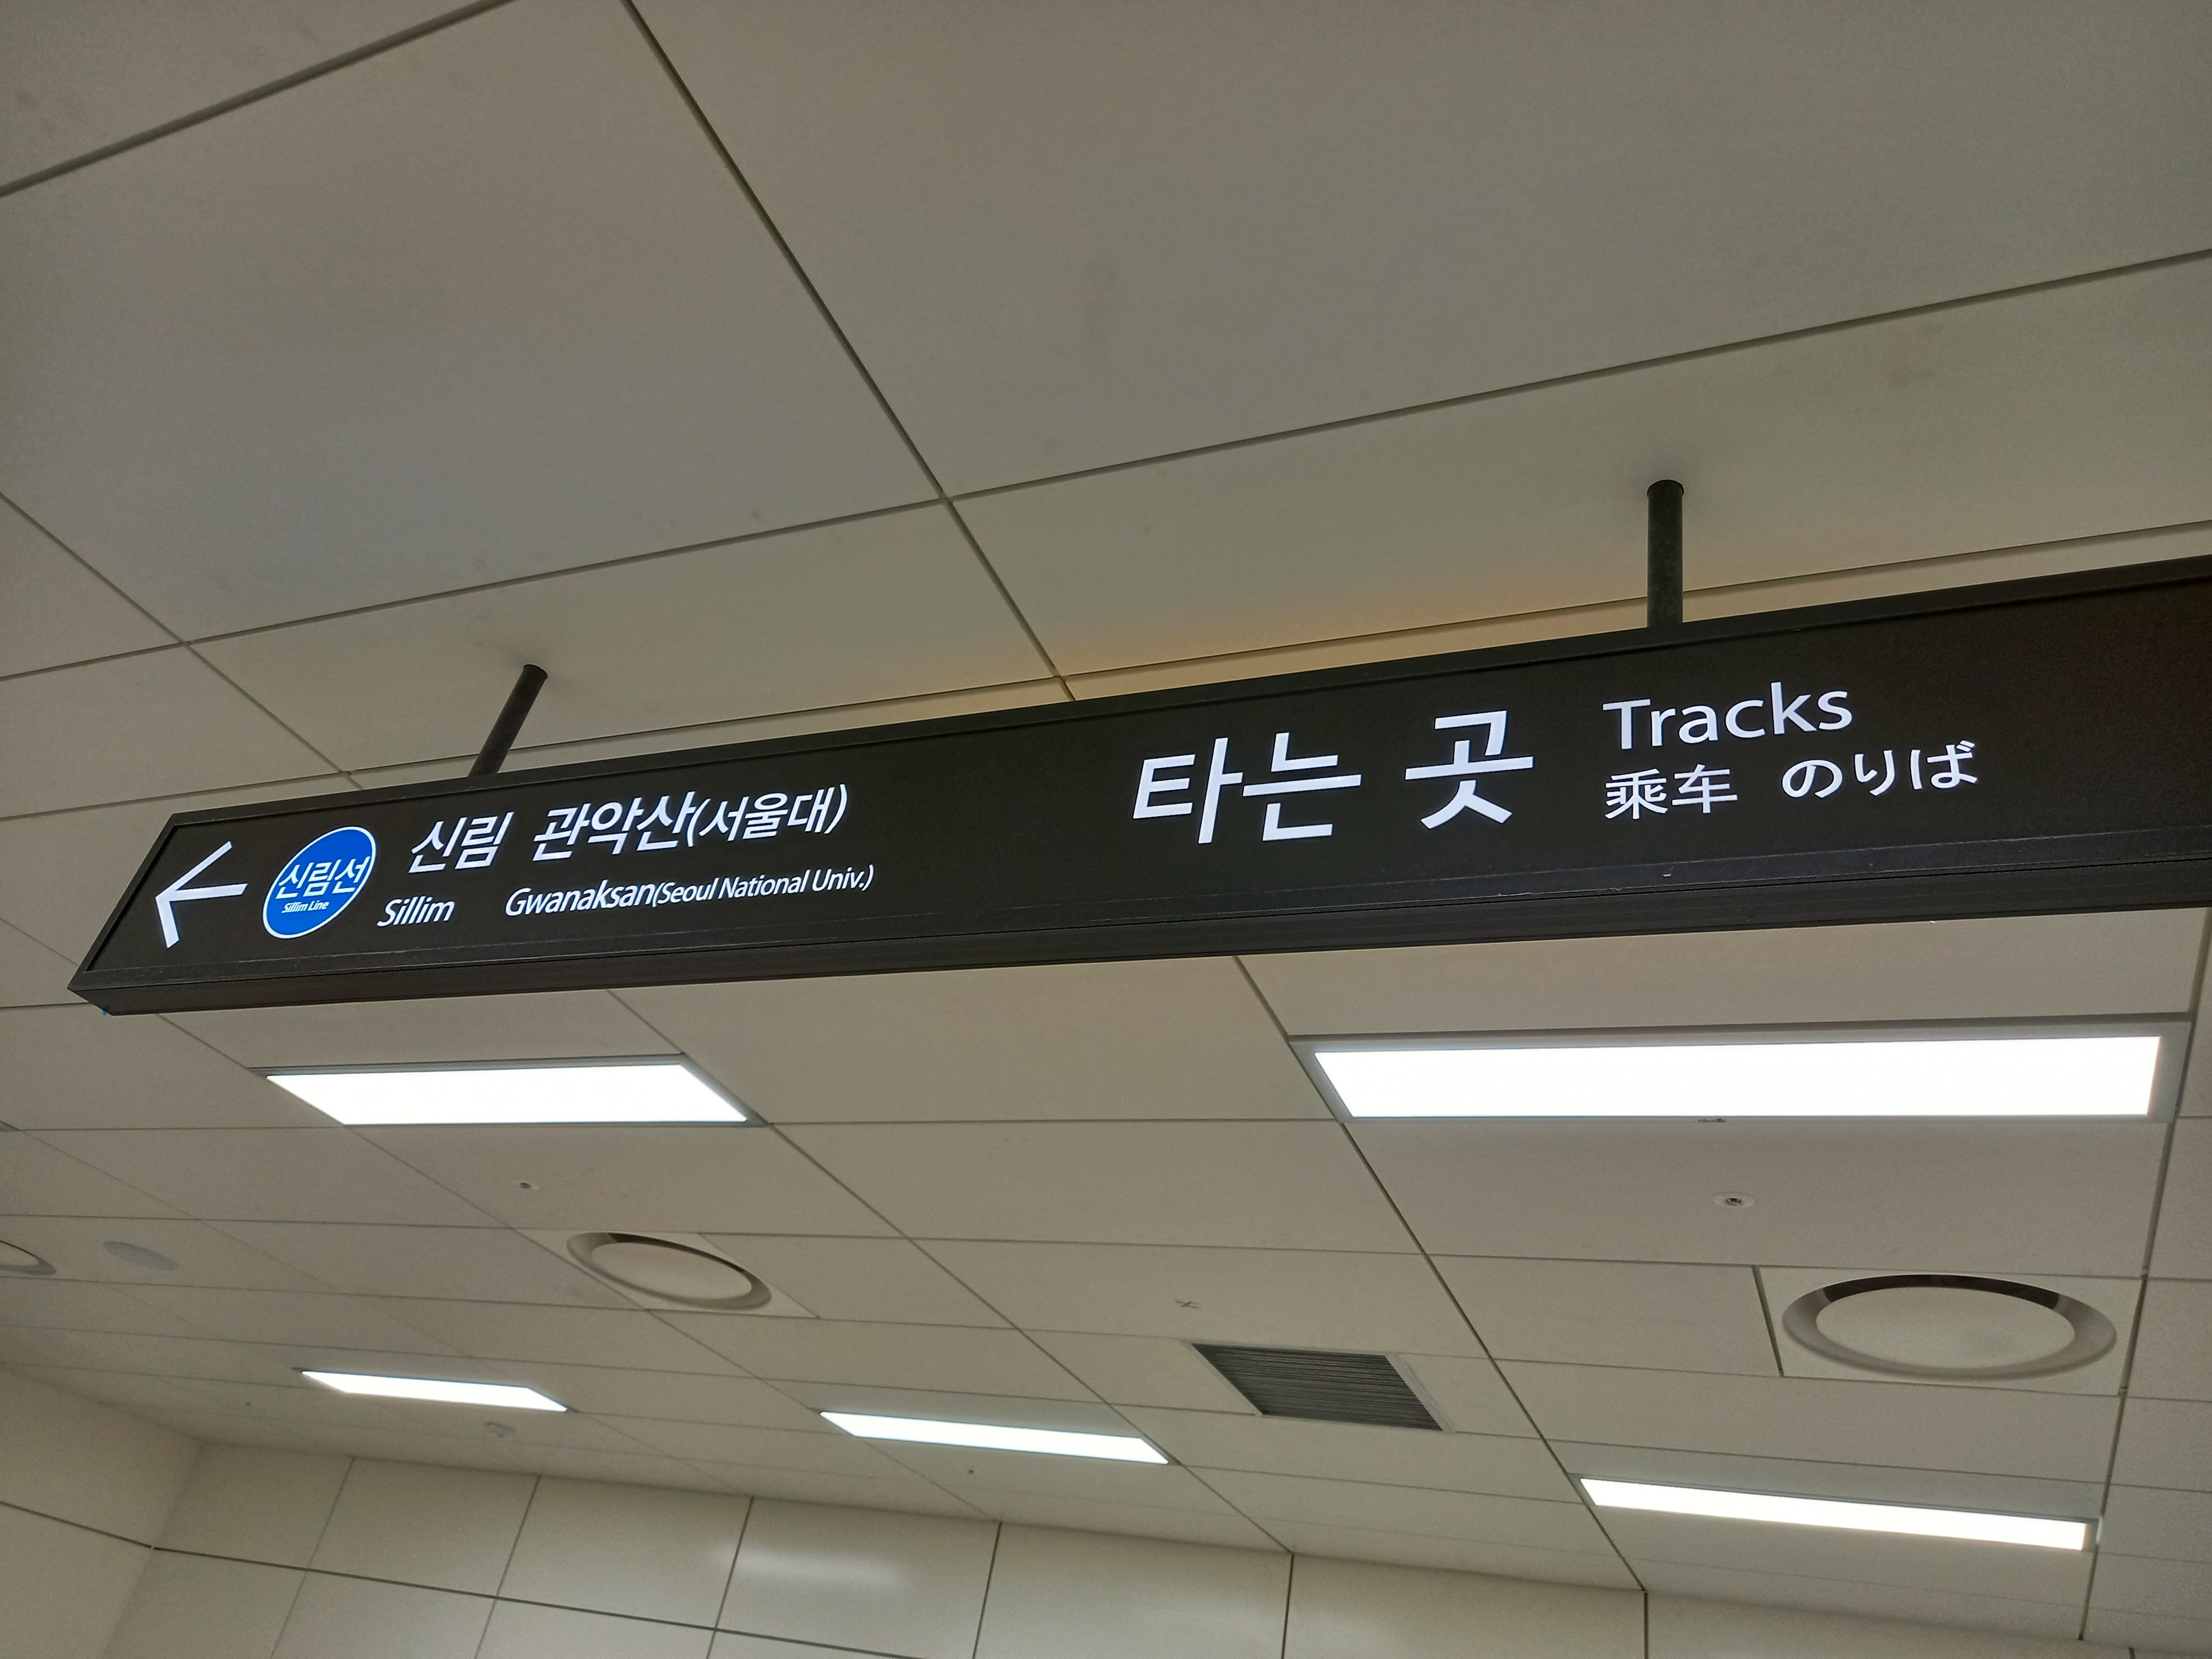 신림선
Sillim Line
신림 관악산(서울대)
Sillim Gwanaksan(Seoul National Univ.)
타는 곳
Tracks
乘车 のりば